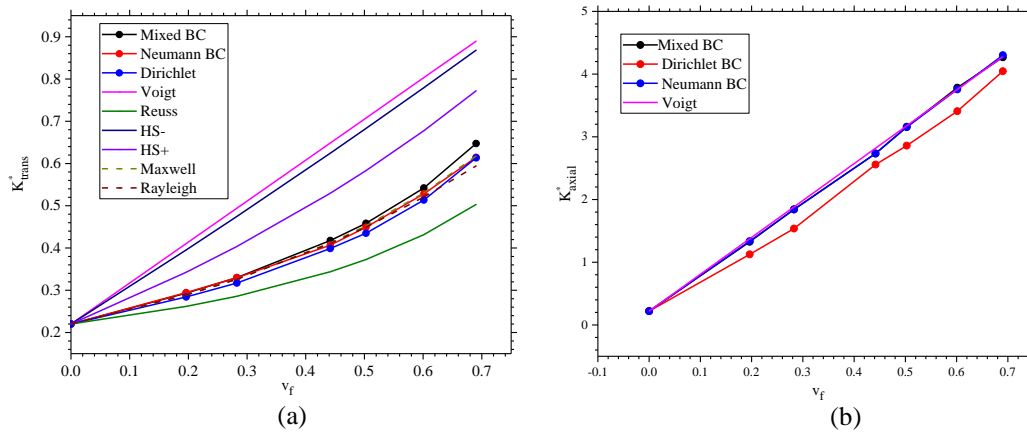 0.9
0.8
0.7
0.6
0.5
0.4
0.3
0.2
K*trans
Mixed BC
Neumann BC
Dirichlet
Voigt
Reuss
HS-
HS+
Maxwell
Rayleigh
0.0 0.1 0.2 0.3 0.4 0.5 0.6 0.7
vf
(a)
5
4
3
2
1
0
K*axial
Mixed BC
Dirichlet BC
Neumann BC
Voigt
-0.1 0.0 0.1 0.2 0.3 0.4 0.5 0.6 0.7
vf
(b)